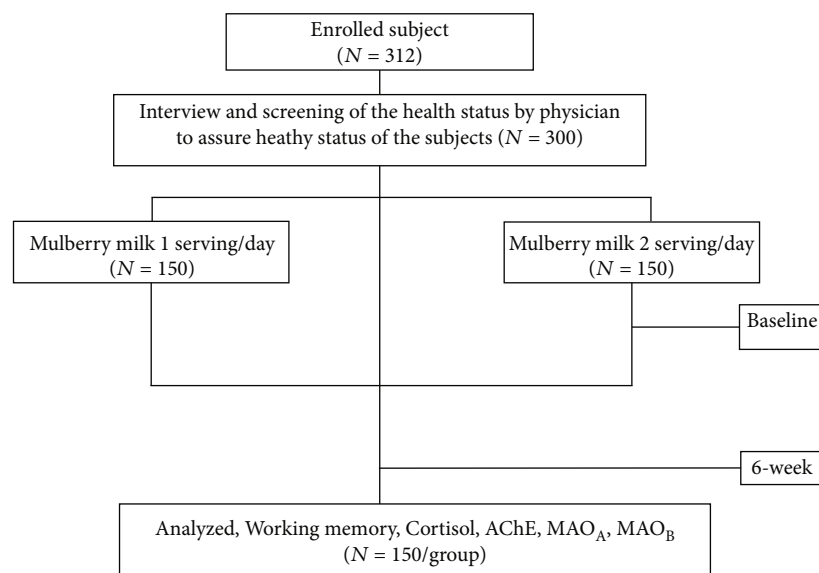 Enrolled subject
(N = 312)
Interview and screening of the health status by physician
to assure heathy status of the subjects (N = 300)
Mulberry milk 1 serving/day
(N = 150)
Mulberry milk 2 serving/day
(N = 150)
Baseline
6-week
Analyzed, Working memory, Cortisol, AChE, MAO_A, MAO_B
(N = 150/group)